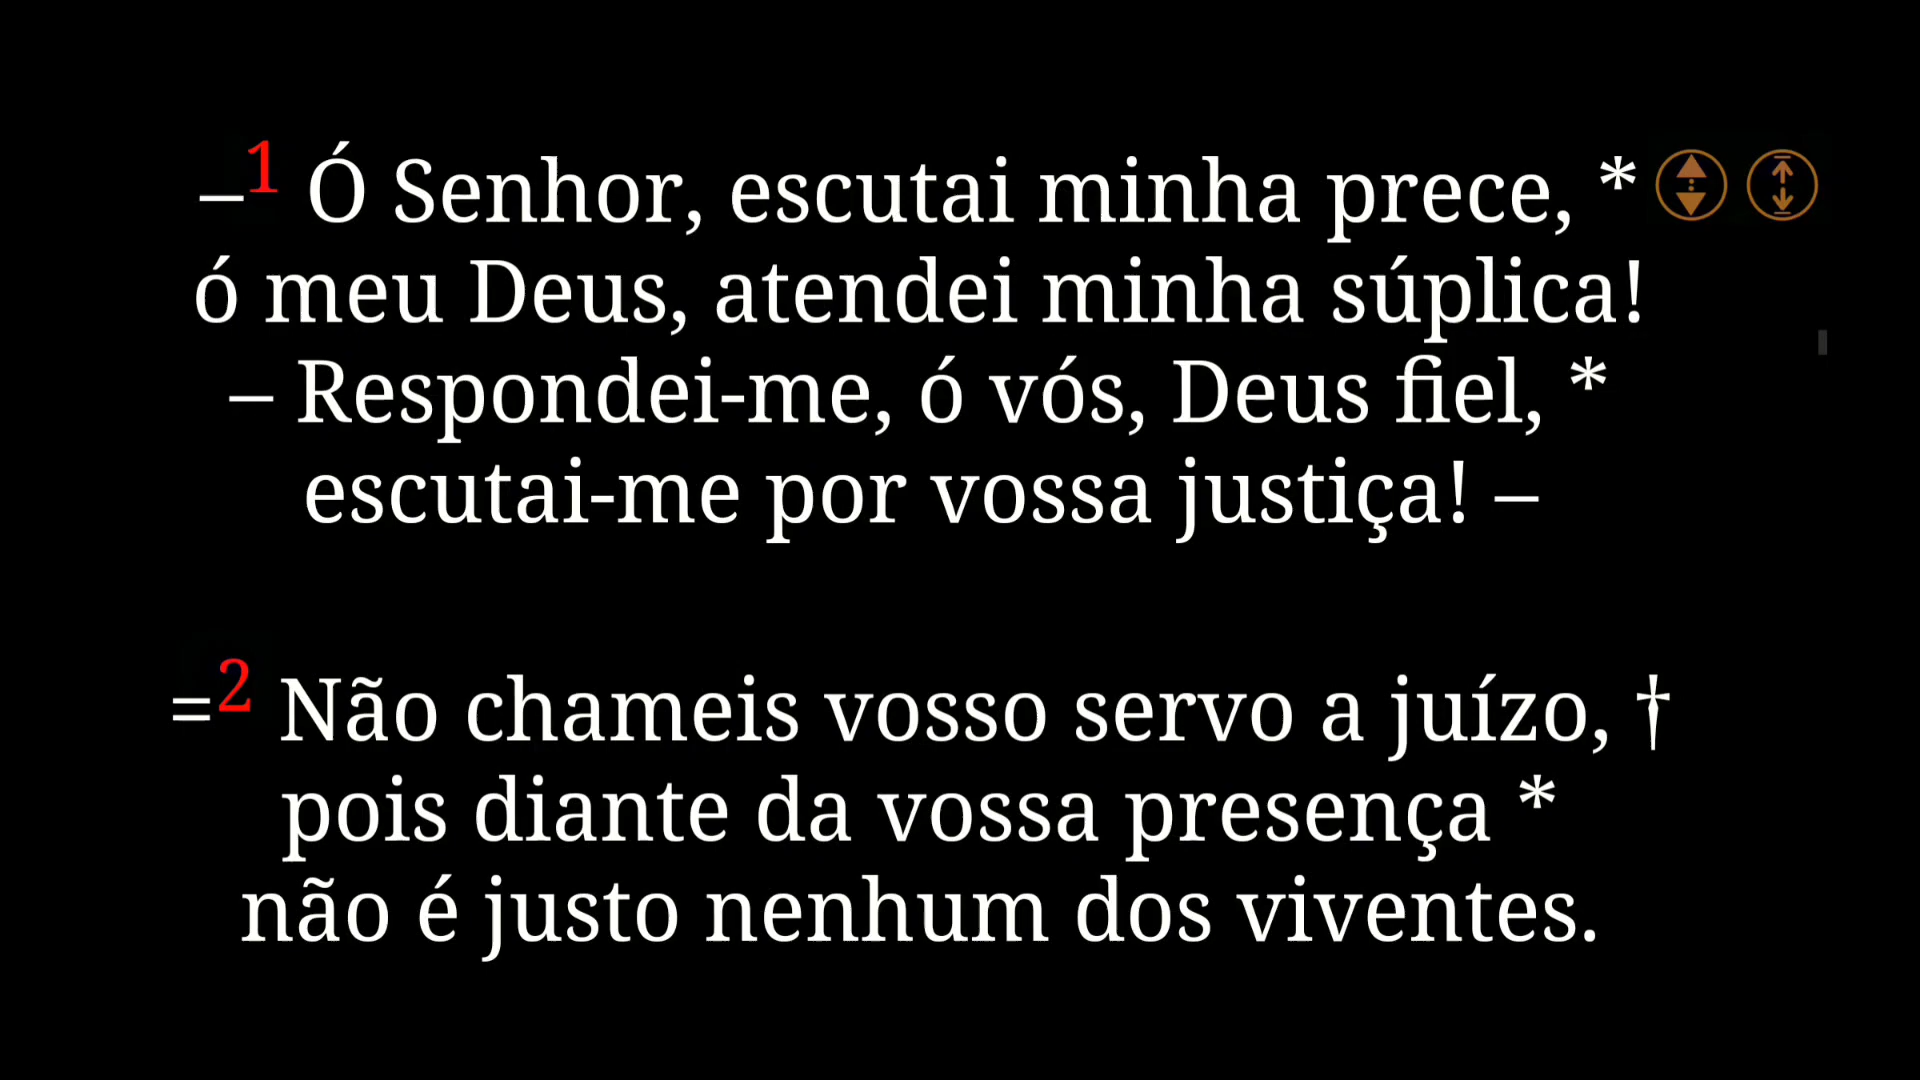 –1 Ó Senhor, escutai minha prece, *
ó meu Deus, atendei minha súplica!
– Respondei-me, ó vós, Deus fiel, *
escutai-me por vossa justiça! –
=2 Não chameis vosso servo a juízo, †
pois diante da vossa presença *
não é justo nenhum dos viventes.